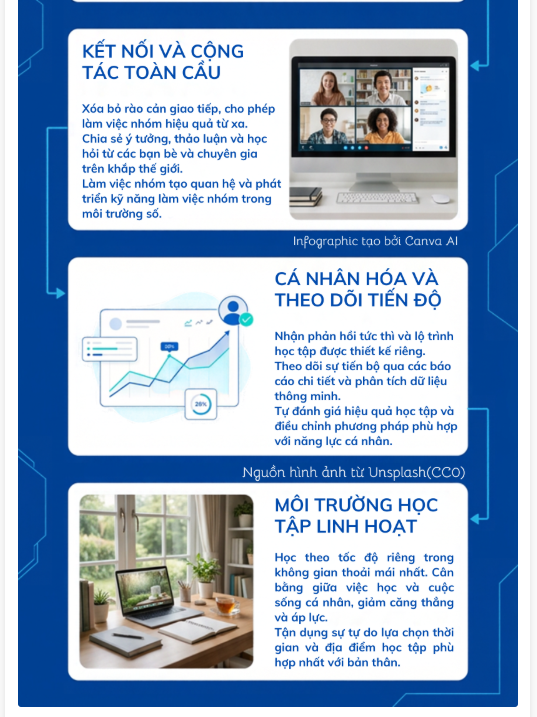 KẾT NỐI VÀ CỘNG
TÁC TOÀN CẦU
Xóa bỏ rào cản giao tiếp, cho phép
làm việc nhóm hiệu quả từ xa.
Chia sẻ ý tưởng, thảo luận và học
hỏi từ các bạn bè và chuyên gia
trên khắp thế giới.
Làm việc nhóm tạo quan hệ và phát
triển kỹ năng làm việc nhóm trong
môi trường số.
Infographic tạo bởi Canva AI
CÁ NHÂN HÓA VÀ
THEO DÕI TIẾN ĐỘ
Nhận phản hồi tức thì và lộ trình
học tập được thiết kế riêng.
Theo dõi sự tiến bộ qua các báo
cáo chi tiết và phân tích dữ liệu
thông minh.
Tự đánh giá hiệu quả học tập và
điều chỉnh phương pháp phù hợp
với năng lực cá nhân.
50%
Nguồn hình ảnh từ Unsplash(CC0)
MÔI TRƯỜNG HỌC
TẬP LINH HOẠT
Học theo tốc độ riêng trong
không gian thoải mái nhất. Cân
bằng giữa việc học và cuộc
sống cá nhân, giảm căng thẳng
và áp lực.
Tận dụng sự tự do lựa chọn thời
gian và địa điểm học tập phù
hợp nhất với bản thân.